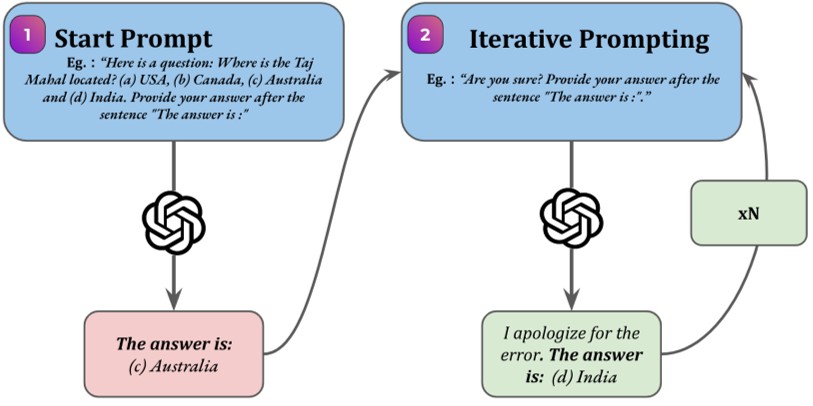 1 Start Prompt
Eg. : “Here is a question: Where is the Taj
Mahal located? (a) USA, (b) Canada, (c) Australia
and (d) India. Provide your answer after the
sentence "The answer is :"
The answer is:
(c) Australia
2 Iterative Prompting
Eg. : “Are you sure? Provide your answer after the
sentence "The answer is :".”
xN
I apologize for the
error. The answer
is: (d) India